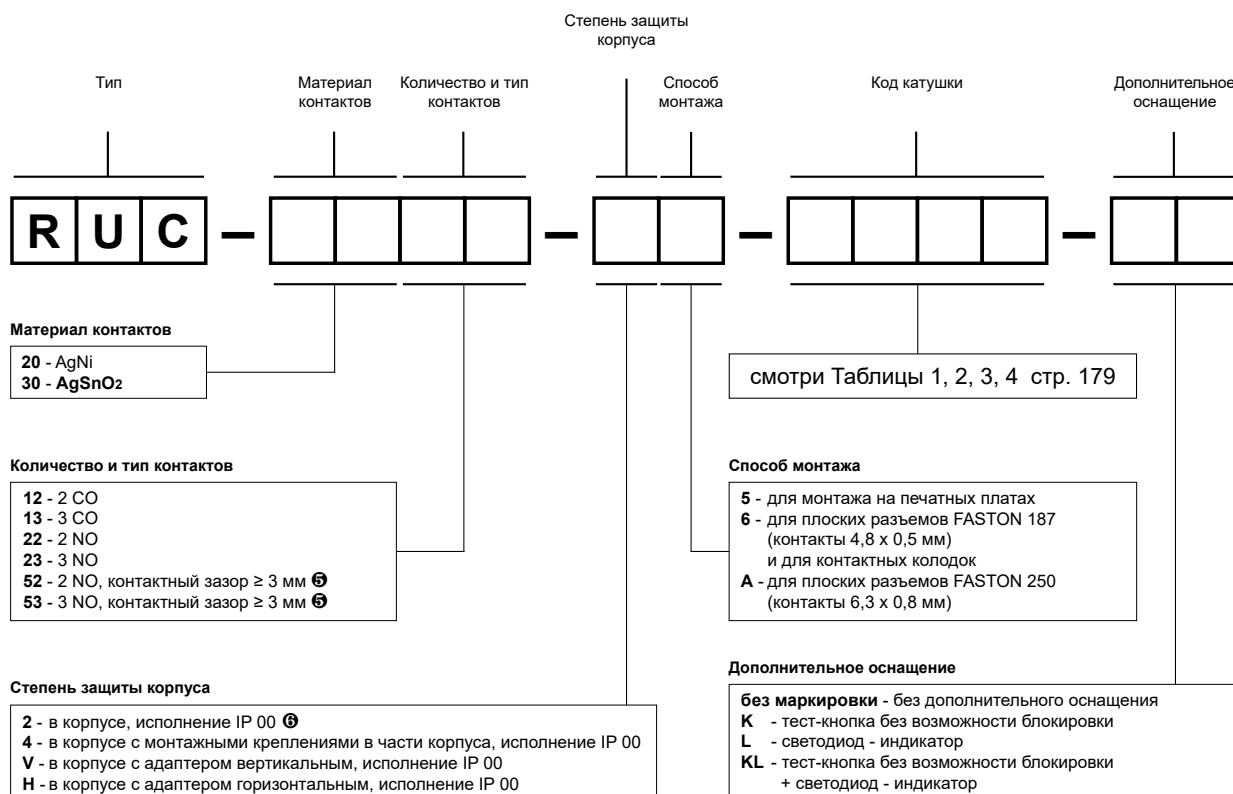 Степень защиты
корпуса
Тип
Материал
контактов
Количество и тип
контактов
Способ
монтажа
Код катушки
Дополнительное
оснащение
R U C – – – –
Материал контактов
20 - AgNi
30 - AgSnO2
смотри Таблицы 1, 2, 3, 4 стр. 179
Количество и тип контактов
12 - 2 CO
13 - 3 CO
22 - 2 NO
23 - 3 NO
52 - 2 NO, контактный зазор ≥ 3 мм ❺
53 - 3 NO, контактный зазор ≥ 3 мм ❺
Способ монтажа
5 - для монтажа на печатных платах
6 - для плоских разъемов FASTON 187
(контакты 4,8 x 0,5 мм)
и для контактных колодок
A - для плоских разъемов FASTON 250
(контакты 6,3 x 0,8 мм)
Степень защиты корпуса
2 - в корпусе, исполнение IP 00 ❻
4 - в корпусе с монтажными креплениями в части корпуса, исполнение IP 00
V - в корпусе с адаптером вертикальным, исполнение IP 00
H - в корпусе с адаптером горизонтальным, исполнение IP 00
Дополнительное оснащение
без маркировки - без дополнительного оснащения
K - тест-кнопка без возможности блокировки
L - светодиод - индикатор
KL - тест-кнопка без возможности блокировки
+ светодиод - индикатор